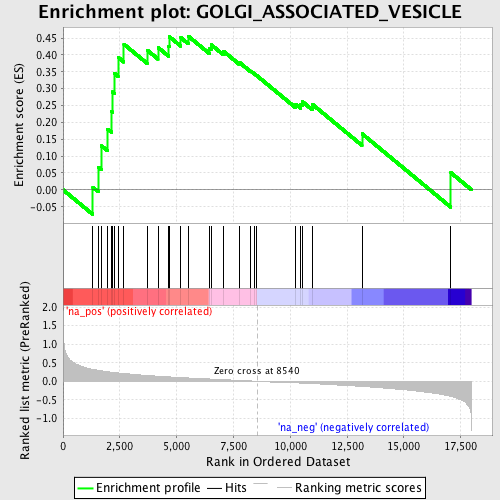 Enrichment plot: GOLGI_ASSOCIATED_VESICLE
Enrichment score (ES)
0.45
0.40
0.35
0.30
0.25
0.20
0.15
0.10
0.05
0.00
-0.05
'na_pos' (positively correlated)
Ranked list metric (PreRanked)
2.0
1.5
1.0
0.5
0.0
-0.5
-1.0
Zero cross at 8540
'na_neg' (negatively correlated)
0 2,500 5,000 7,500 10,000 12,500 15,000 17,500
Rank in Ordered Dataset
Enrichment profile Hits Ranking metric scores